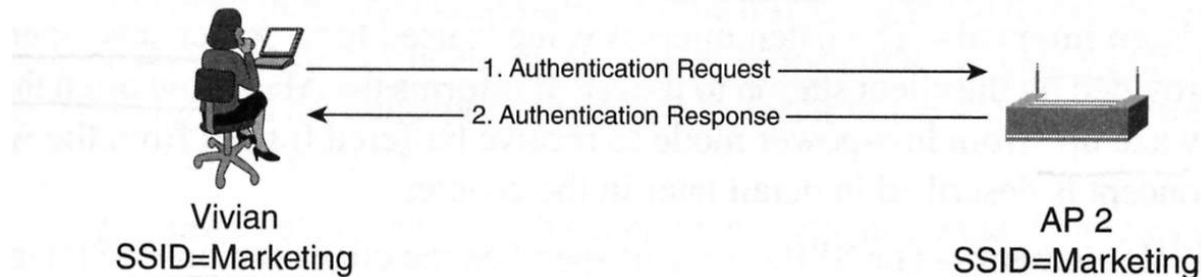 1. Authentication Request
2. Authentication Response
Vivian
SSID=Marketing
AP 2
SSID=Marketing